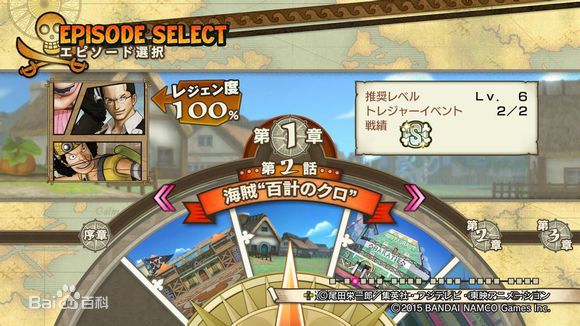 EPISODE SELECT
エピソード選択
レジェンド度
100%
推奨レベル Lv. 6
トレジャーイベント 2/2
戦績 S
第1章
第2話
海賊“百計のクロ”
序章
第2章
第3章
©尾田栄一郎／集英社・フジテレビ・東映アニメーション
©2015 BANDAI NAMCO Games Inc.
Baidu百科